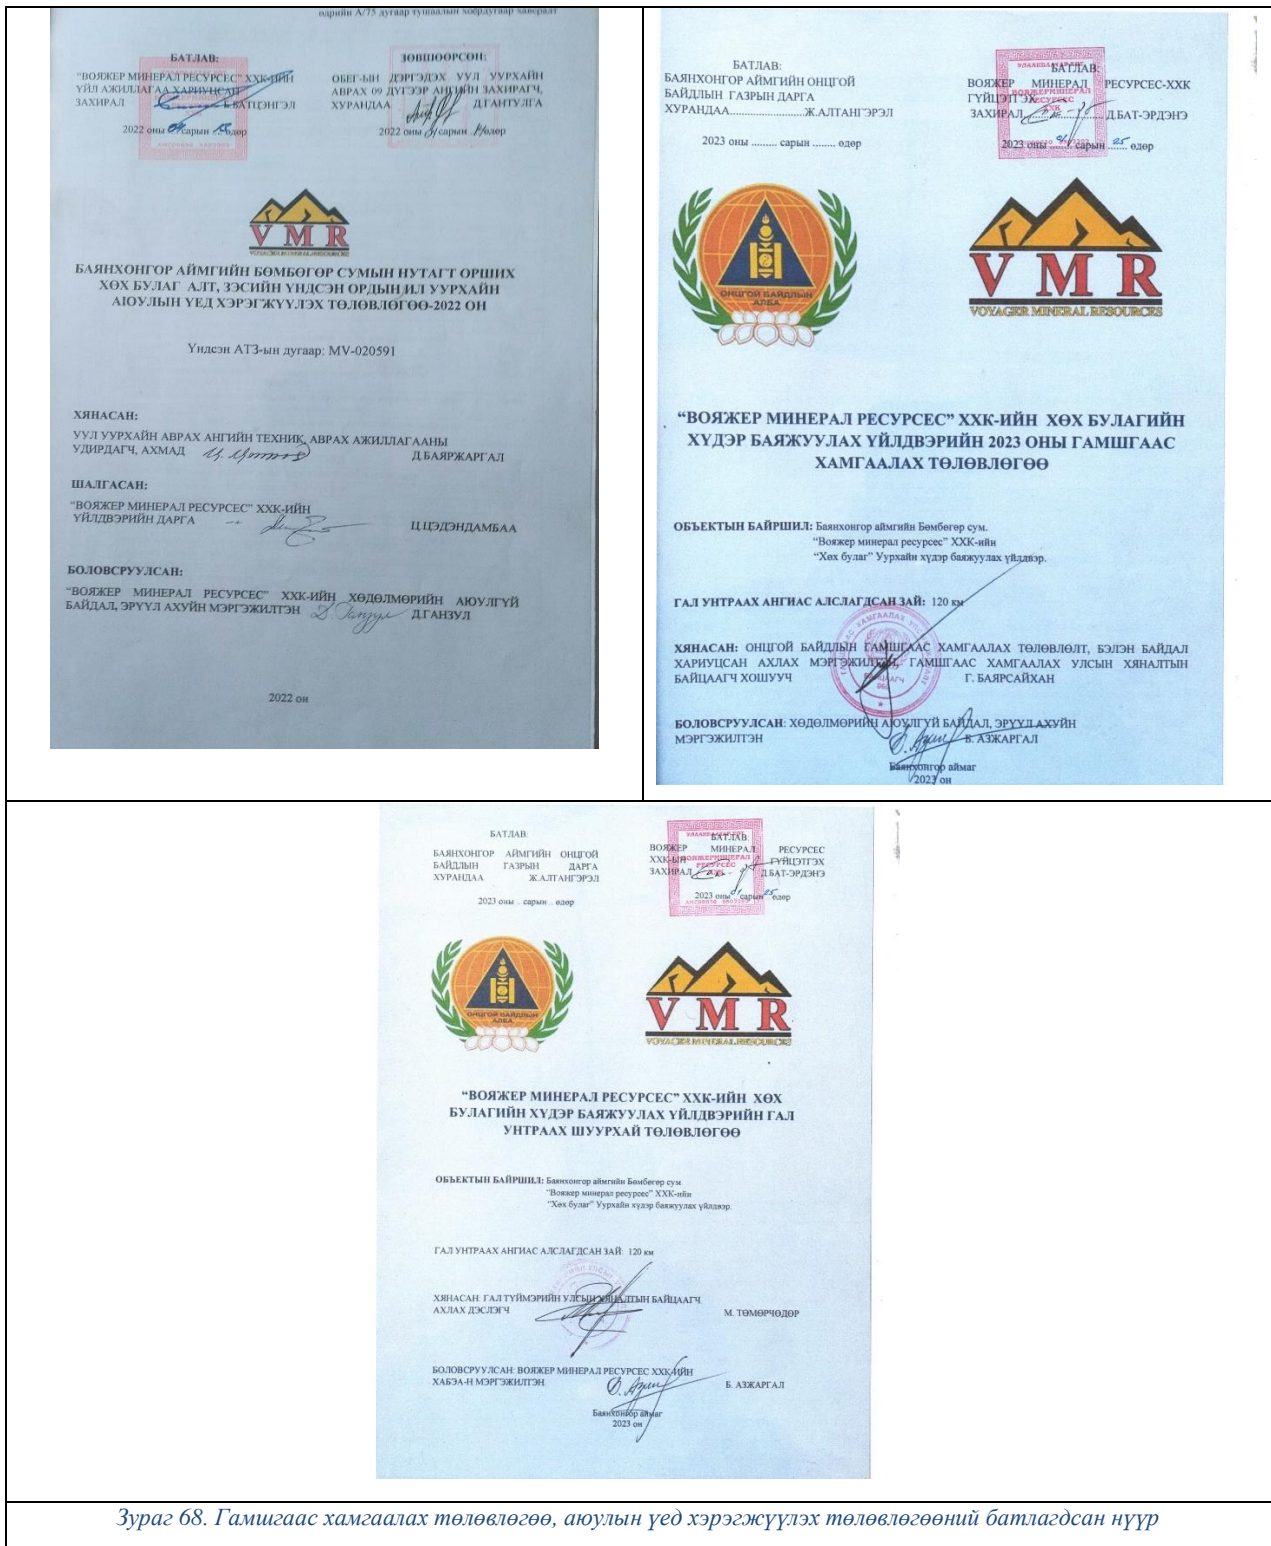 өдрийн А/75 дугаар тушаалын хоёрдугаар хавсралт
БАТЛАВ:
"ВОЯЖЕР МИНЕРАЛ РЕСУРСЕС" ХХК-ИЙН
ҮЙЛ АЖИЛЛАГАА ХАРИУЦСАН
ЗАХИРАЛ Б.БАТЦЭНГЭЛ
2022 оны сарын өдөр
ЗӨВШӨӨРСӨН:
ОБЕГ-ЫН ДЭРГЭДЭХ УУЛ УУРХАЙН
АВРАХ 09 ДҮГЭЭР АНГИЙН ЗАХИРАГЧ,
ХУРАНДАА Д.ГАНТУЛГА
2022 оны сарын өдөр
VMR
VOYAGER MINERAL RESOURCES
БАЯНХОНГОР АЙМГИЙН БӨМБӨГӨР СУМЫН НУТАГТ ОРШИХ
ХӨХ БУЛАГ АЛТ, ЗЭСИЙН ҮНДСЭН ОРДЫН ИЛ УУРХАЙН
АЮУЛЫН ҮЕД ХЭРЭГЖҮҮЛЭХ ТӨЛӨВЛӨГӨӨ-2022 ОН
Үндсэн АТЗ-ын дугаар: MV-020591
ХЯНАСАН:
УУЛ УУРХАЙН АВРАХ АНГИЙН ТЕХНИК, АВРАХ АЖИЛЛАГААНЫ
УДИРДАГЧ, АХМАД Д.БАЯРЖАРГАЛ
ШАЛГАСАН:
"ВОЯЖЕР МИНЕРАЛ РЕСУРСЕС" ХХК-ИЙН
ҮЙЛДВЭРИЙН ДАРГА Ц.ЦЭДЭНДАМБАА
БОЛОВСРУУЛСАН:
"ВОЯЖЕР МИНЕРАЛ РЕСУРСЕС" ХХК-ИЙН ХӨДӨЛМӨРИЙН АЮУЛГҮЙ
БАЙДАЛ, ЭРҮҮЛ АХУЙН МЭРГЭЖИЛТЭН Д.ГАНЗУЛ
2022 он
БАТЛАВ:
БАЯНХОНГОР АЙМГИЙН ОНЦГОЙ
БАЙДЛЫН ГАЗРЫН ДАРГА
ХУРАНДАА........................Ж.АЛТАНГЭРЭЛ
2023 оны ......... сарын ........ өдөр
БАТЛАВ:
ВОЯЖЕР МИНЕРАЛ РЕСУРСЕС-ХХК
ГҮЙЦЭТГЭХ
ЗАХИРАЛ Д.БАТ-ЭРДЭНЭ
2023 оны 01 сарын 25 өдөр
ОНЦГОЙ БАЙДЛЫН
АЛБА
VMR
VOYAGER MINERAL RESOURCES
“ВОЯЖЕР МИНЕРАЛ РЕСУРСЕС” ХХК-ИЙН ХӨХ БУЛАГИЙН
ХҮДЭР БАЯЖУУЛАХ ҮЙЛДВЭРИЙН 2023 ОНЫ ГАМШГААС
ХАМГААЛАХ ТӨЛӨВЛӨГӨӨ
ОБЪЕКТЫН БАЙРШИЛ: Баянхонгор аймгийн Бөмбөгөр сум.
“Вояжер минерал ресурсес” ХХК-ийн
“Хөх булаг” Уурхайн хүдэр баяжуулах үйлдвэр.
ГАЛ УНТРААХ АНГИАС АЛСЛАГДСАН ЗАЙ: 120 км
ХЯНАСАН: ОНЦГОЙ БАЙДЛЫН ГАМШГААС ХАМГААЛАХ ТӨЛӨВЛӨЛТ, БЭЛЭН БАЙДАЛ
ХАРИУЦСАН АХЛАХ МЭРГЭЖИЛТЭН, ГАМШГААС ХАМГААЛАХ УЛСЫН ХЯНАЛТЫН
БАЙЦААГЧ ХОШУУЧ Г. БАЯРСАЙХАН
БОЛОВСРУУЛСАН: ХӨДӨЛМӨРИЙН АЮУЛГҮЙ БАЙДАЛ, ЭРҮҮЛ АХУЙН
МЭРГЭЖИЛТЭН Б. АЗЖАРГАЛ
Баянхонгор аймаг
2023 он
БАТЛАВ:
БАЯНХОНГОР АЙМГИЙН ОНЦГОЙ
БАЙДЛЫН ГАЗРЫН ДАРГА
ХУРАНДАА Ж.АЛТАНГЭРЭЛ
2023 оны .. сарын .. өдөр
БАТЛАВ:
ВОЯЖЕР МИНЕРАЛ РЕСУРСЕС
ХХК-ЫН ГҮЙЦЭТГЭХ
ЗАХИРАЛ Д.БАТ-ЭРДЭНЭ
2023 оны 01 сарын 25 өдөр
ОНЦГОЙ БАЙДЛЫН
АЛБА
VMR
VOYAGER MINERAL RESOURCES
“ВОЯЖЕР МИНЕРАЛ РЕСУРСЕС” ХХК-ИЙН ХӨХ
БУЛАГИЙН ХҮДЭР БАЯЖУУЛАХ ҮЙЛДВЭРИЙН ГАЛ
УНТРААХ ШУУРХАЙ ТӨЛӨВЛӨГӨӨ
ОБЪЕКТЫН БАЙРШИЛ: Баянхонгор аймгийн Бөмбөгөр сум
“Вояжер минерал ресурсес” ХХК-ийн
“Хөх булаг” Уурхайн хүдэр баяжуулах үйлдвэр.
ГАЛ УНТРААХ АНГИАС АЛСЛАГДСАН ЗАЙ: 120 км
ХЯНАСАН: ГАЛ ТҮЙМЭРИЙН УЛСЫН ХЯНАЛТЫН БАЙЦААГЧ
АХЛАХ ДЭСЛЭГЧ М. ТӨМӨРЧӨДӨР
БОЛОВСРУУЛСАН: ВОЯЖЕР МИНЕРАЛ РЕСУРСЕС ХХК-ИЙН
ХАБЭА-Н МЭРГЭЖИЛТЭН Б. АЗЖАРГАЛ
Баянхонгор аймаг
2023 он
Зураг 68. Гамшгаас хамгаалах төлөвлөгөө, аюулын үед хэрэгжүүлэх төлөвлөгөөний батлагдсан нүүр